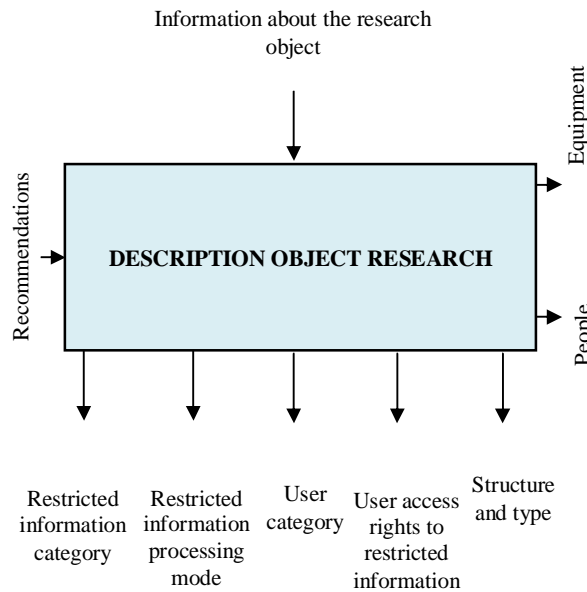 Information about the research
object
Equipment
Recommendations
DESCRIPTION OBJECT RESEARCH
People
Restricted
information
category
Restricted
information
processing
mode
User
category
User access
rights to
restricted
information
Structure
and type